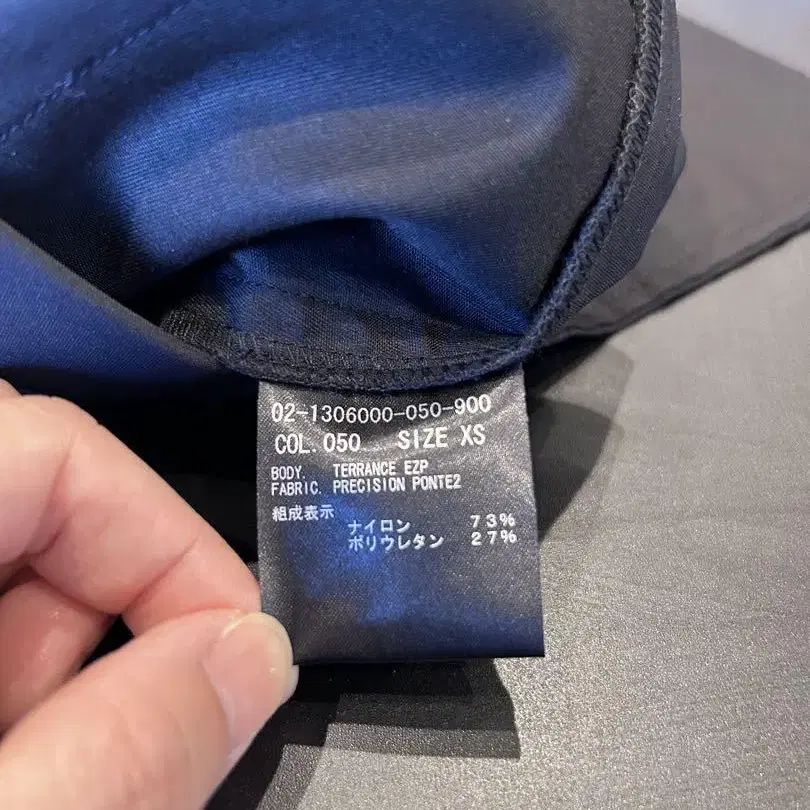 02-1306000-050-900
COL. 050 SIZE XS
BODY. TERRANCE EZP
FABRIC. PRECISION PONTE2
組成表示
ナイロン 73%
ポリウレタン 27%